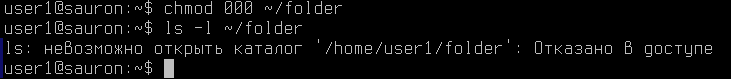 user1@sauron:~$ chmod 000 ~/folder
user1@sauron:~$ ls -l ~/folder
ls: невозможно открыть каталог '/home/user1/folder': Отказано в доступе
user1@sauron:~$